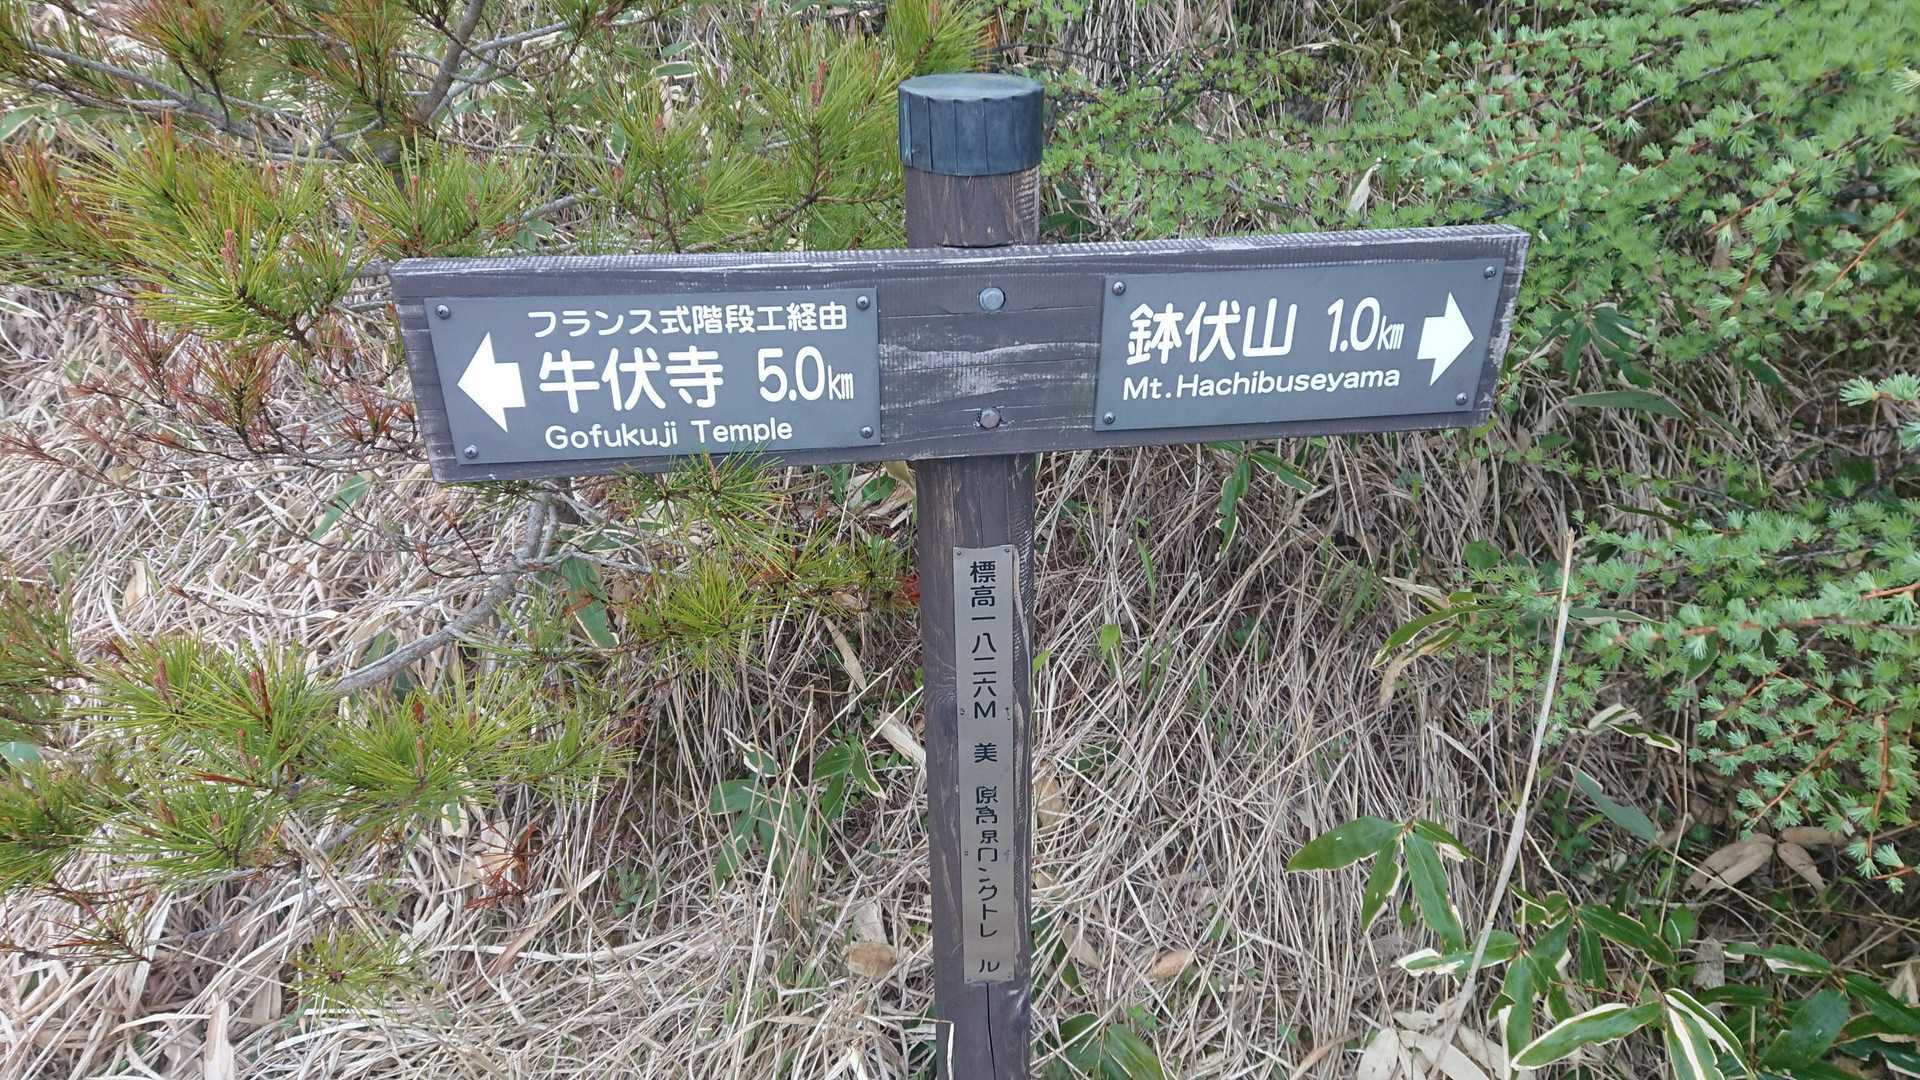 フランス式階段工経由
牛伏寺 5.0km
Gofukuji Temple
鉢伏山 1.0km
Mt.Hachibuseyama
標高一八二六M 美 原高原ロングトレ ル